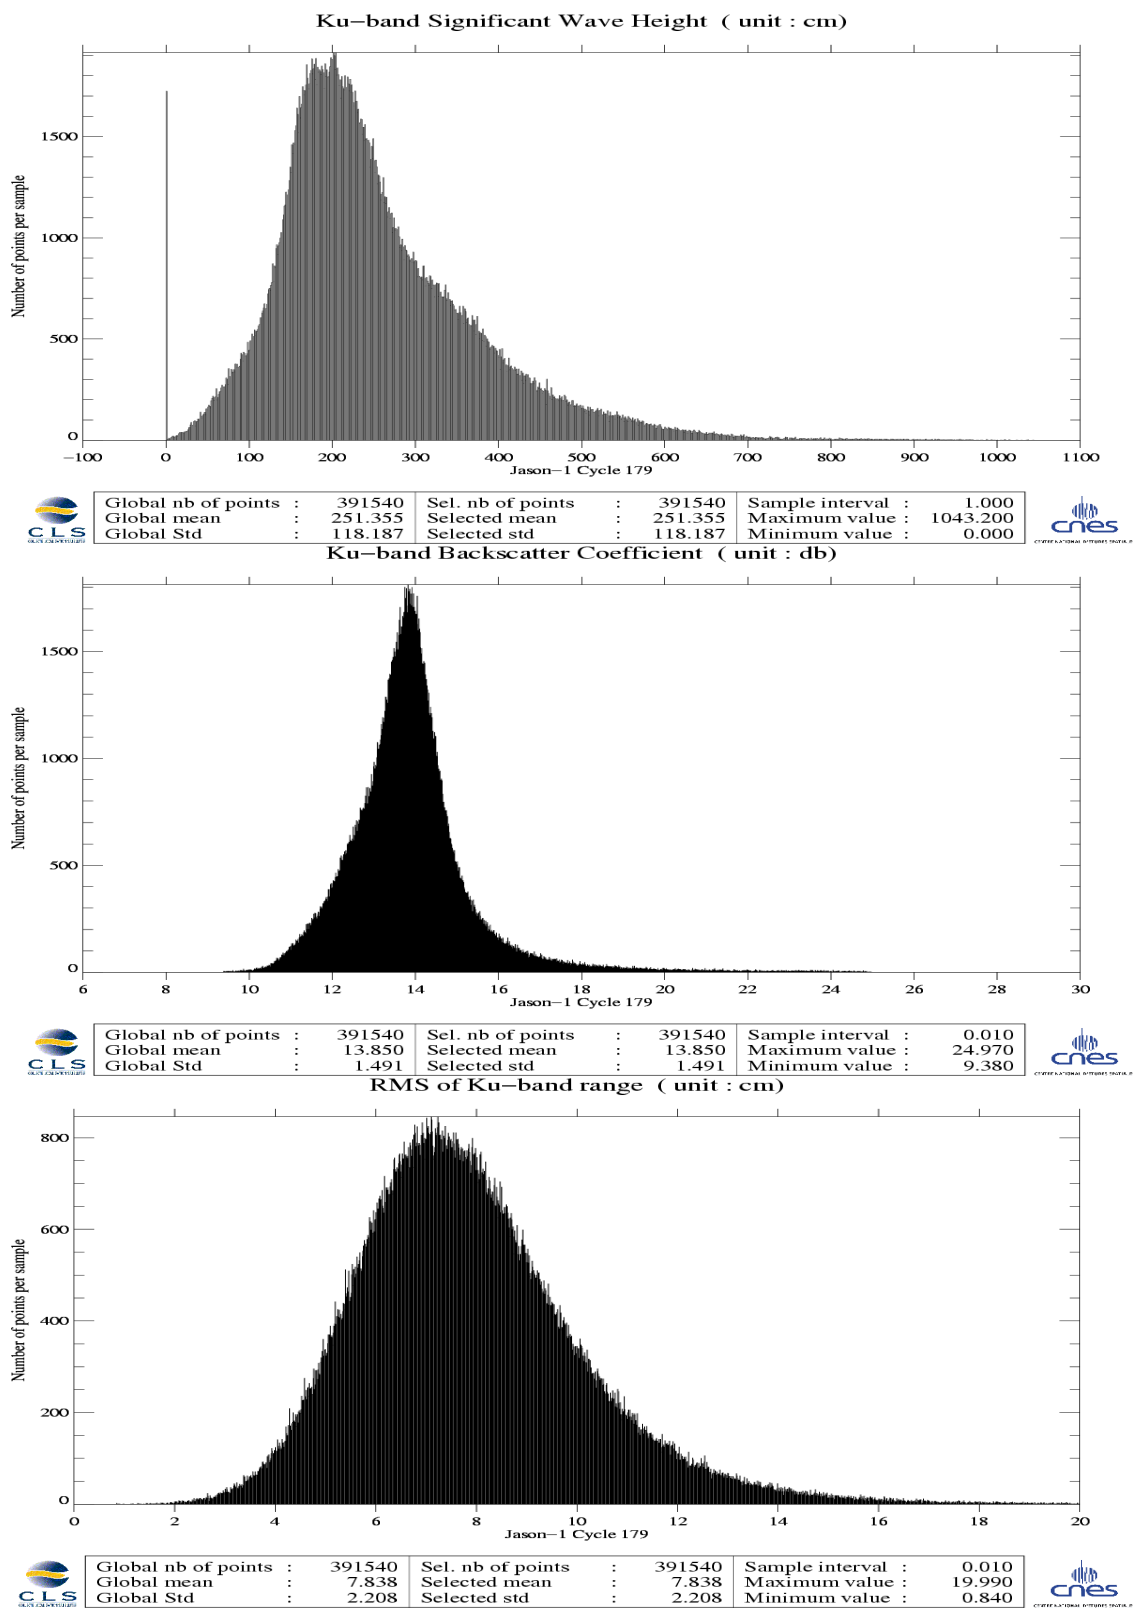 Ku-band Significant Wave Height ( unit : cm)
Number of points per sample
1500
1000
500
0
-100 0 100 200 300 400 500 600 700 800 900 1000 1100
Jason-1 Cycle 179
Global nb of points : 391540 Sel. nb of points : 391540 Sample interval : 1.000
Global mean : 251.355 Selected mean : 251.355 Maximum value : 1043.200
Global Std : 118.187 Selected std : 118.187 Minimum value : 0.000
CLS
cnes
Ku-band Backscatter Coefficient ( unit : db)
Number of points per sample
1500
1000
500
0
6 8 10 12 14 16 18 20 22 24 26 28 30
Jason-1 Cycle 179
Global nb of points : 391540 Sel. nb of points : 391540 Sample interval : 0.010
Global mean : 13.850 Selected mean : 13.850 Maximum value : 24.970
Global Std : 1.491 Selected std : 1.491 Minimum value : 9.380
CLS
cnes
RMS of Ku-band range ( unit : cm)
Number of points per sample
800
600
400
200
0
0 2 4 6 8 10 12 14 16 18 20
Jason-1 Cycle 179
Global nb of points : 391540 Sel. nb of points : 391540 Sample interval : 0.010
Global mean : 7.838 Selected mean : 7.838 Maximum value : 19.990
Global Std : 2.208 Selected std : 2.208 Minimum value : 0.840
CLS
cnes